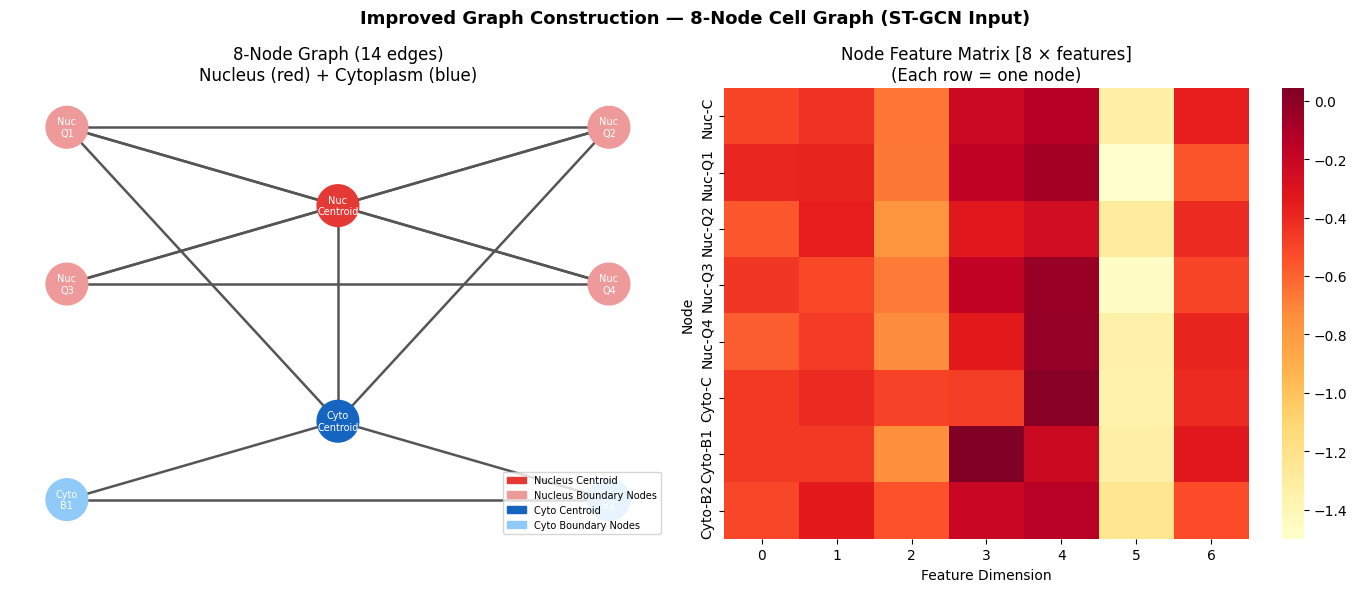 Improved Graph Construction — 8-Node Cell Graph (ST-GCN Input)
8-Node Graph (14 edges)
Nucleus (red) + Cytoplasm (blue)
Nuc
Q1
Nuc
Q2
Nuc
Centroid
Nuc
Q3
Nuc
Q4
Cyto
Centroid
Cyto
B1
B2
Nucleus Centroid
Nucleus Boundary Nodes
Cyto Centroid
Cyto Boundary Nodes
Node Feature Matrix [8 × features]
(Each row = one node)
Node
Nuc-C
Nuc-Q1
Nuc-Q2
Nuc-Q3
Nuc-Q4
Cyto-C
Cyto-B1
Cyto-B2
0 1 2 3 4 5 6
Feature Dimension
0.0
−0.2
−0.4
−0.6
−0.8
−1.0
−1.2
−1.4